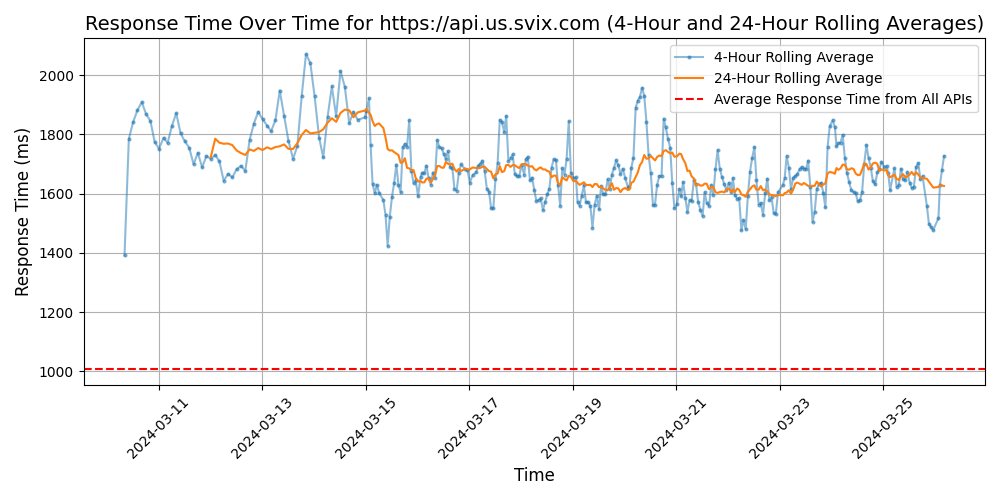 Response Time Over Time for https://api.us.svix.com (4-Hour and 24-Hour Rolling Averages)
4-Hour Rolling Average
24-Hour Rolling Average
Average Response Time from All APIs
Response Time (ms)
2000
1800
1600
1400
1200
1000
2024-03-11
2024-03-13
2024-03-15
2024-03-17
2024-03-19
2024-03-21
2024-03-23
2024-03-25
Time